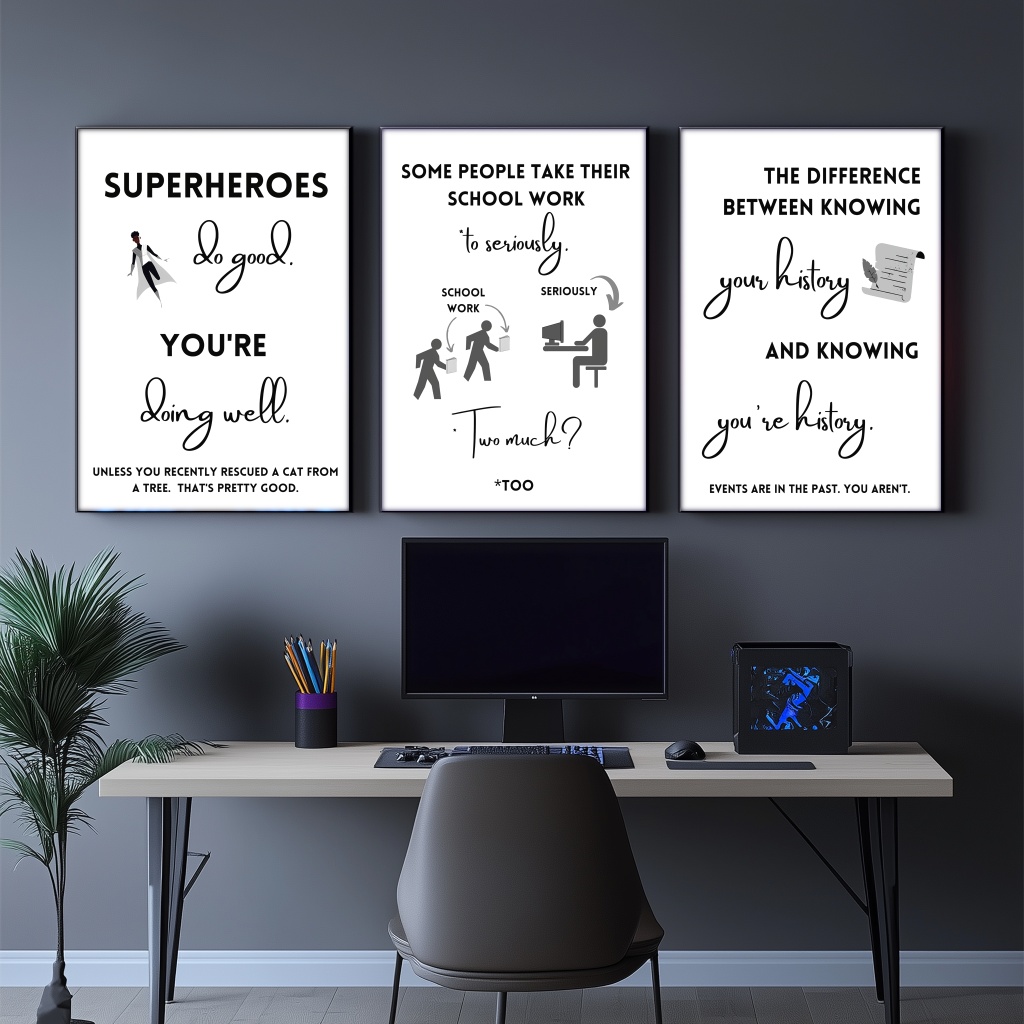 SUPERHEROES
do good.
YOU'RE
doing well.
UNLESS YOU RECENTLY RESCUED A CAT FROM
A TREE. THAT'S PRETTY GOOD.
SOME PEOPLE TAKE THEIR
SCHOOL WORK
*to seriously.
SCHOOL
WORK
SERIOUSLY
*Two much?
*TOO
THE DIFFERENCE
BETWEEN KNOWING
your history
AND KNOWING
you're history.
EVENTS ARE IN THE PAST. YOU AREN'T.